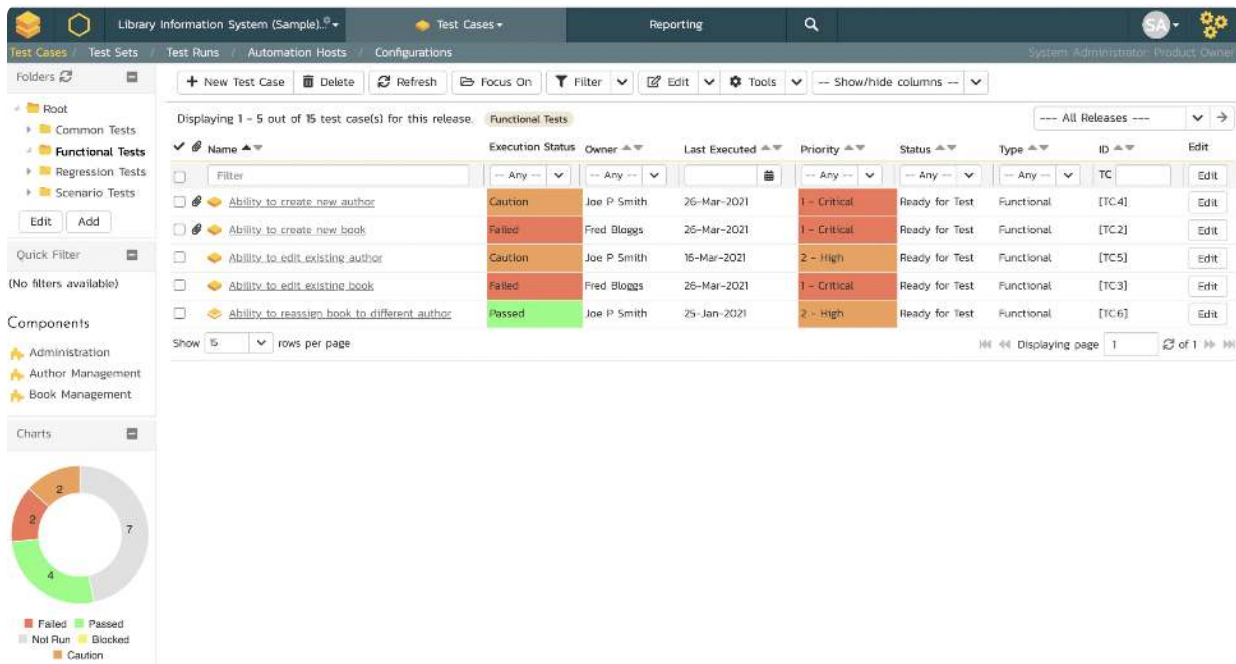 Library Information System (Sample)... Test Cases Reporting SA
Test Cases / Test Sets / Test Runs / Automation Hosts / Configurations System Administrator: Product Owner
Folders
Root
Common Tests
Functional Tests
Regression Tests
Scenario Tests
Edit Add
Quick Filter
(No filters available)
Components
Administration
Author Management
Book Management
Charts
2
2
7
4
Failed Passed
Not Run Blocked
Caution
New Test Case Delete Refresh Focus On Filter Edit Tools -- Show/hide columns --
Displaying 1 - 5 out of 15 test case(s) for this release. Functional Tests --- All Releases ---
Name Execution Status Owner Last Executed Priority Status Type ID Edit
Filter -- Any -- -- Any -- -- Any -- -- Any -- -- Any -- TC Edit
Ability to create new author Caution Joe P Smith 26-Mar-2021 1 - Critical Ready for Test Functional [TC:4] Edit
Ability to create new book Failed Fred Bloggs 26-Mar-2021 1 - Critical Ready for Test Functional [TC:2] Edit
Ability to edit existing author Caution Joe P Smith 16-Mar-2021 2 - High Ready for Test Functional [TC:5] Edit
Ability to edit existing book Failed Fred Bloggs 26-Mar-2021 1 - Critical Ready for Test Functional [TC:3] Edit
Ability to reassign book to different author Passed Joe P Smith 25-Jan-2021 2 - High Ready for Test Functional [TC:6] Edit
Show 15 rows per page Displaying page 1 of 1